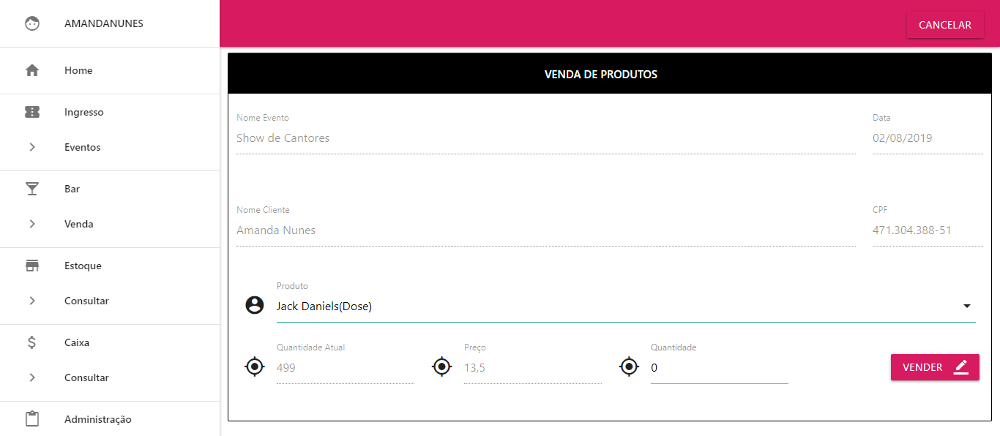 AMANDANUNES
CANCELAR
Home
Ingresso
Eventos
Bar
Venda
Estoque
Consultar
Caixa
Consultar
Administração
VENDA DE PRODUTOS
Nome Evento Data
Show de Cantores 02/08/2019
Nome Cliente CPF
Amanda Nunes 471.304.388-51
Produto
Jack Daniels(Dose)
Quantidade Atual Preço Quantidade
499 13,5 0 VENDER